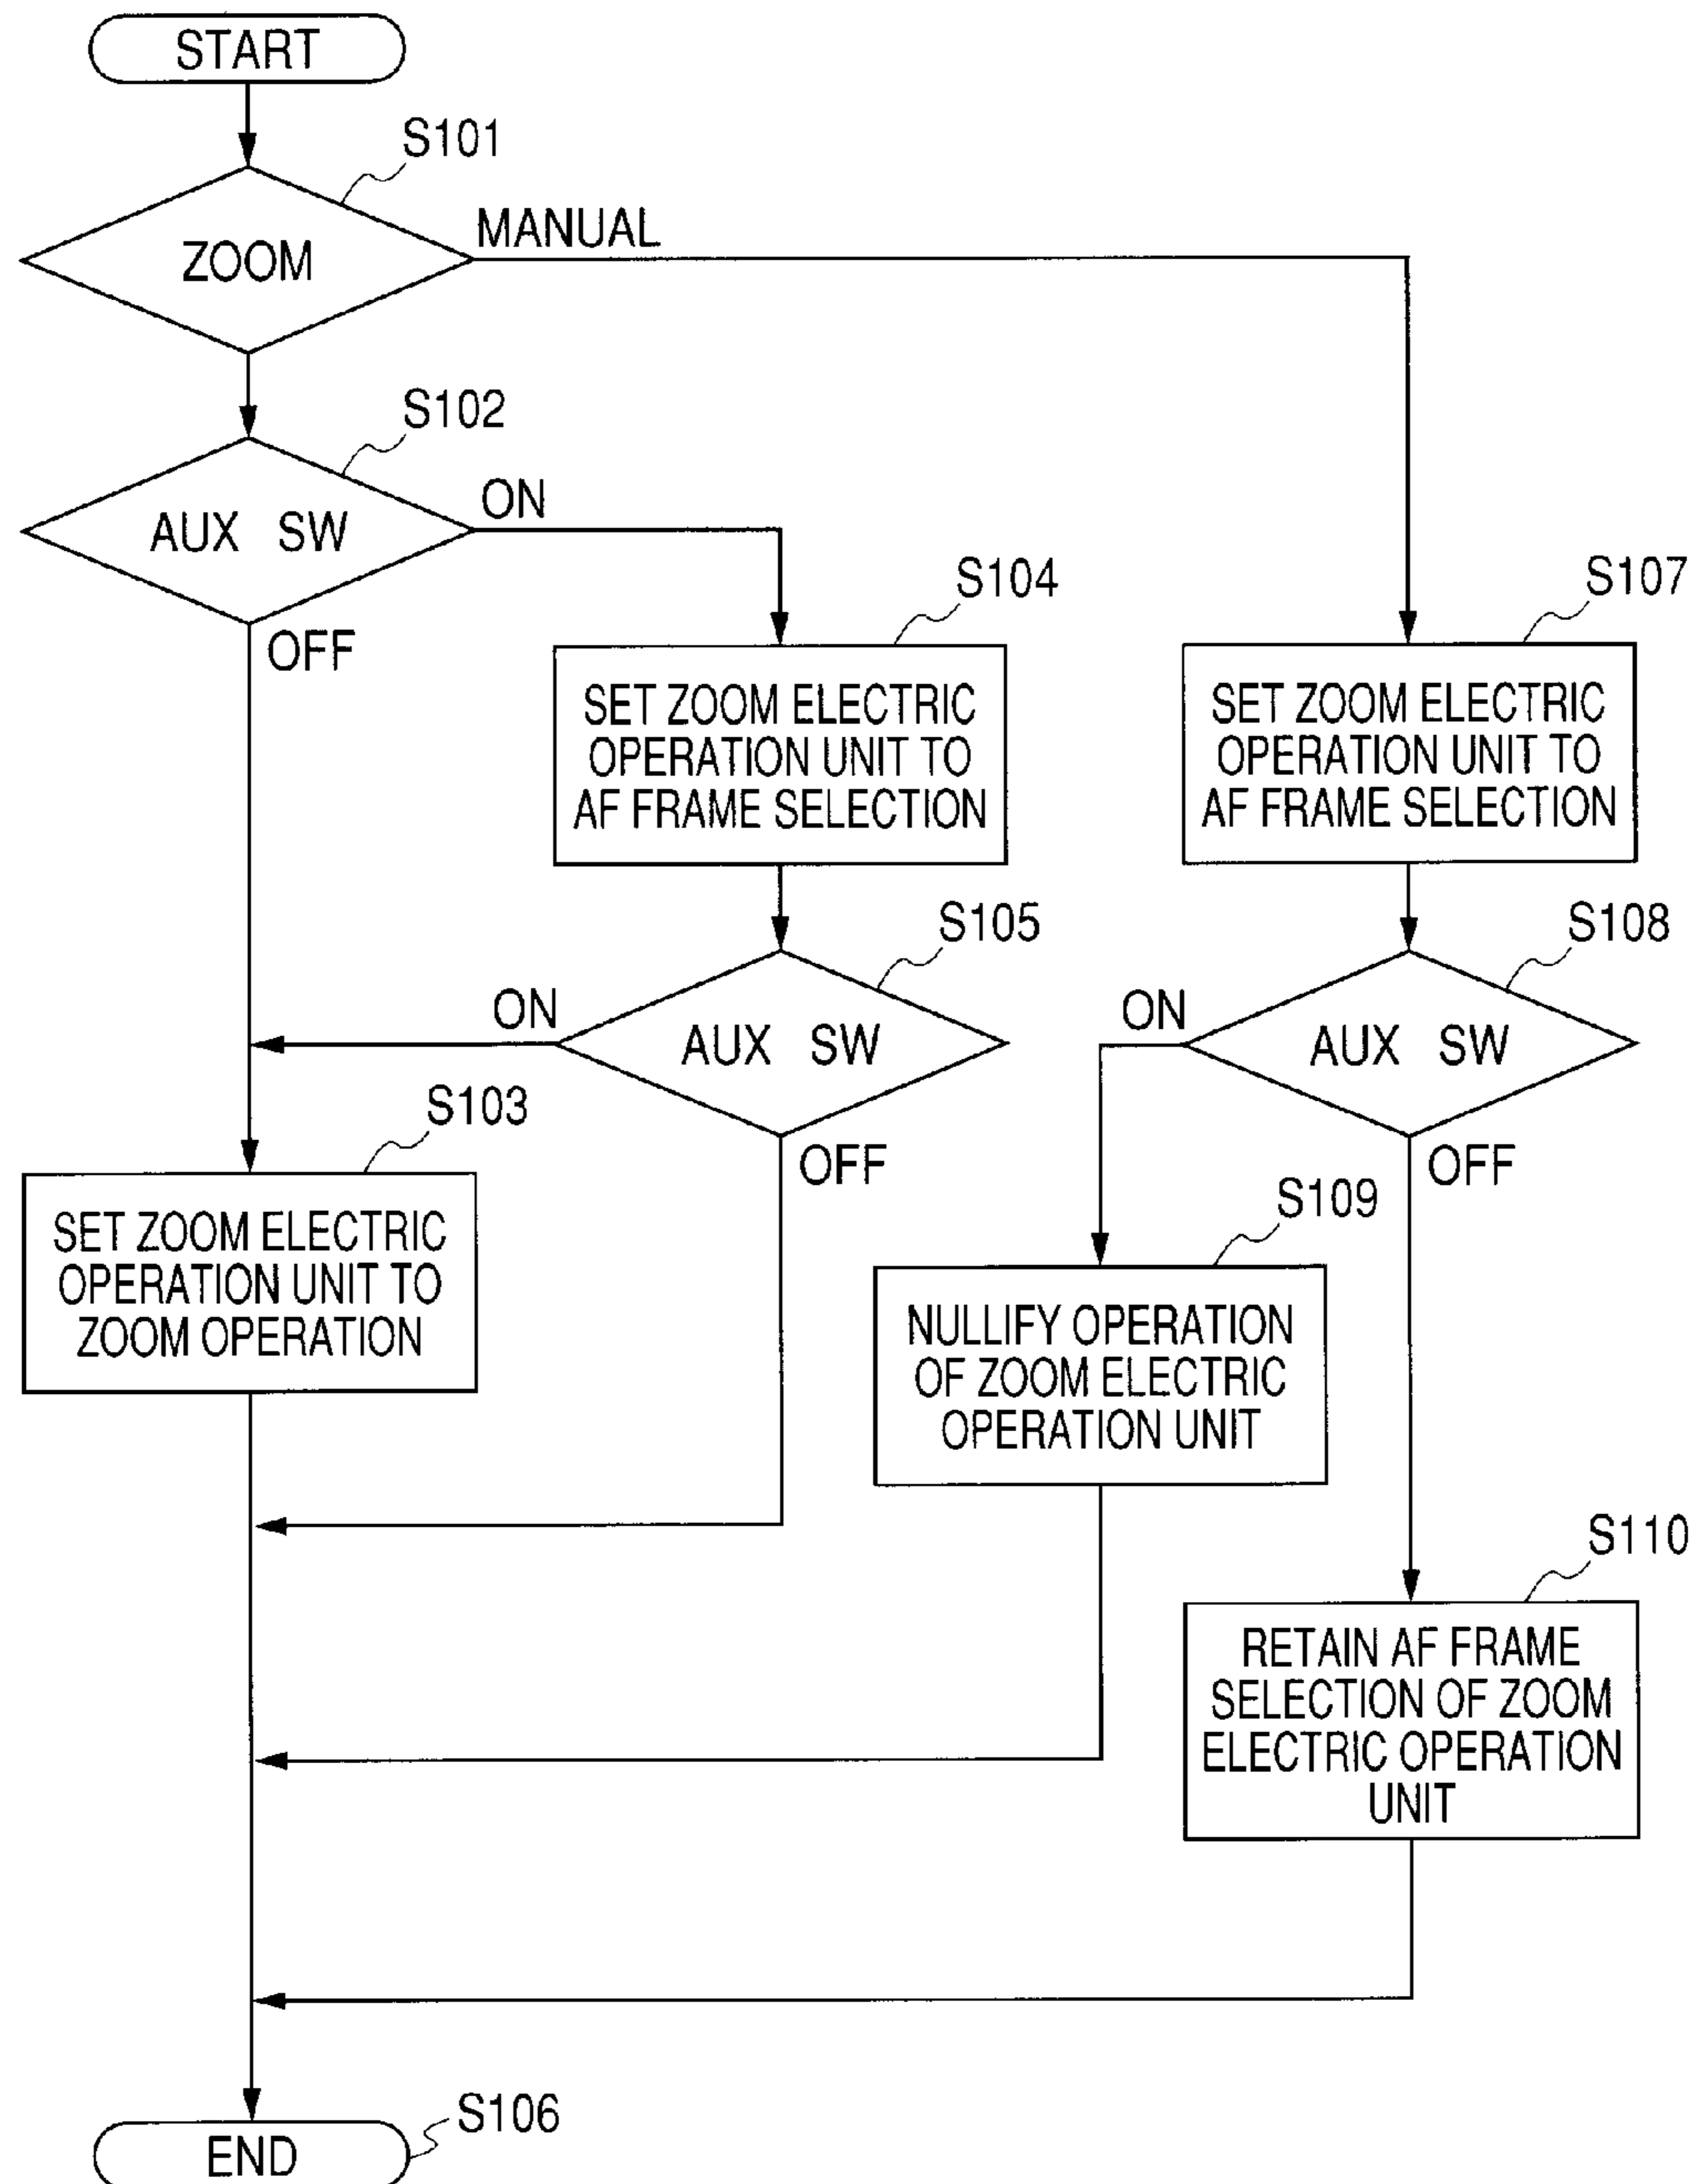 START
S101
ZOOM
MANUAL
S102
AUX SW
ON
OFF
S104
SET ZOOM ELECTRIC
OPERATION UNIT TO
AF FRAME SELECTION
S107
SET ZOOM ELECTRIC
OPERATION UNIT TO
AF FRAME SELECTION
S105
AUX SW
ON
OFF
S108
AUX SW
ON
OFF
S103
SET ZOOM ELECTRIC
OPERATION UNIT TO
ZOOM OPERATION
S109
NULLIFY OPERATION
OF ZOOM ELECTRIC
OPERATION UNIT
S110
RETAIN AF FRAME
SELECTION OF ZOOM
ELECTRIC OPERATION
UNIT
S106
END